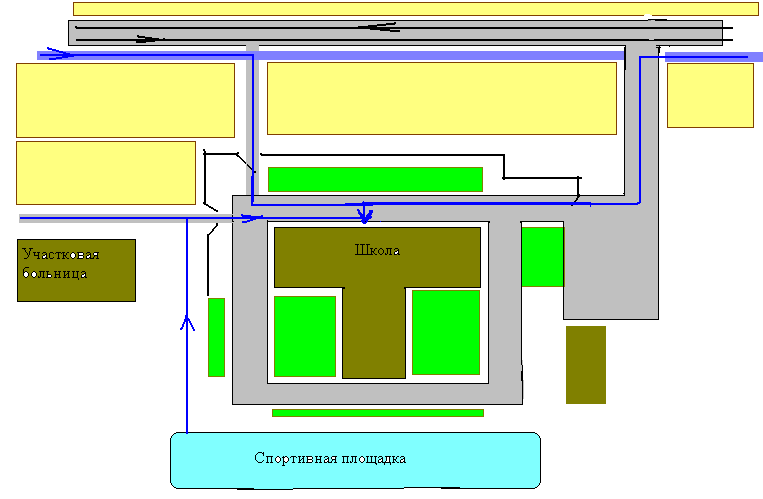 Школа
Участковая
больница
Спортивная площадка